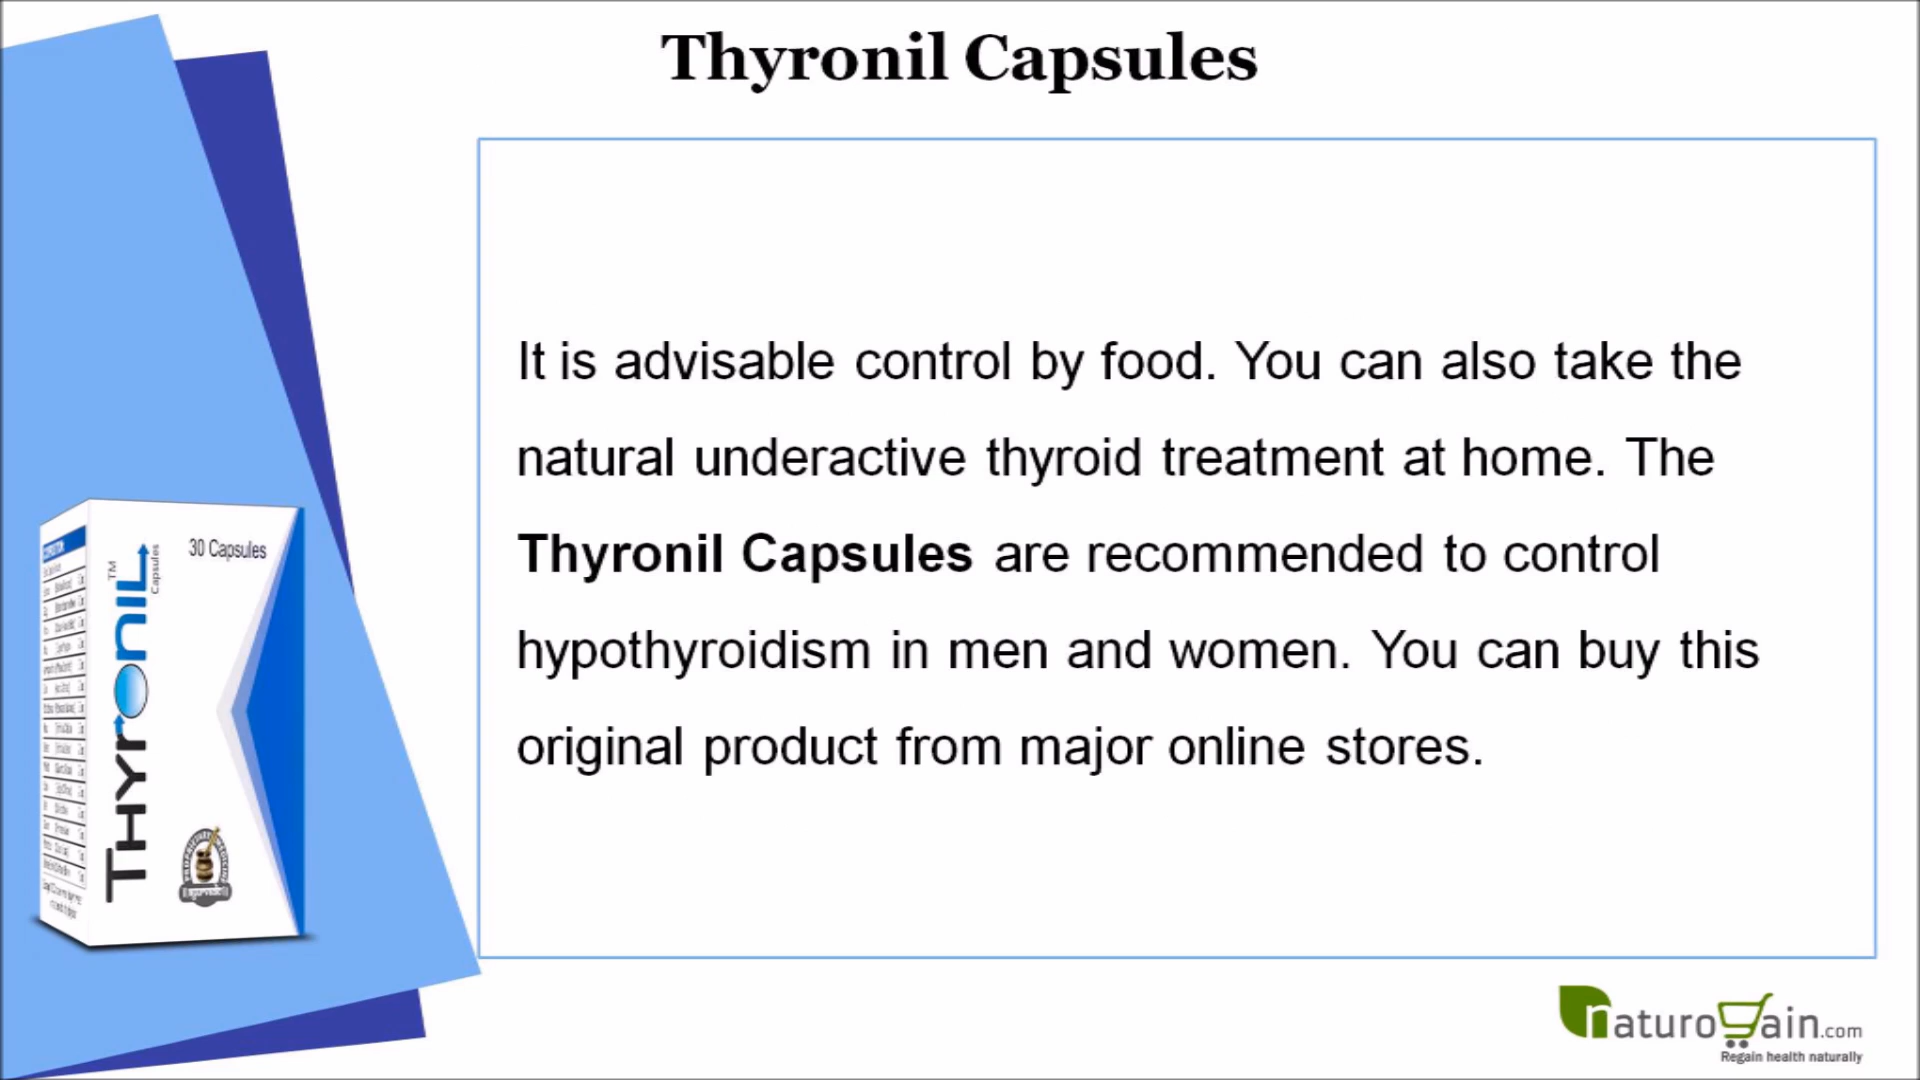 Thyronil Capsules
It is advisable control by food. You can also take the
natural underactive thyroid treatment at home. The
Thyronil Capsules are recommended to control
hypothyroidism in men and women. You can buy this
original product from major online stores.
30 Capsules
THYrOnIL™
Capsules
naturogain.com
Regain health naturally